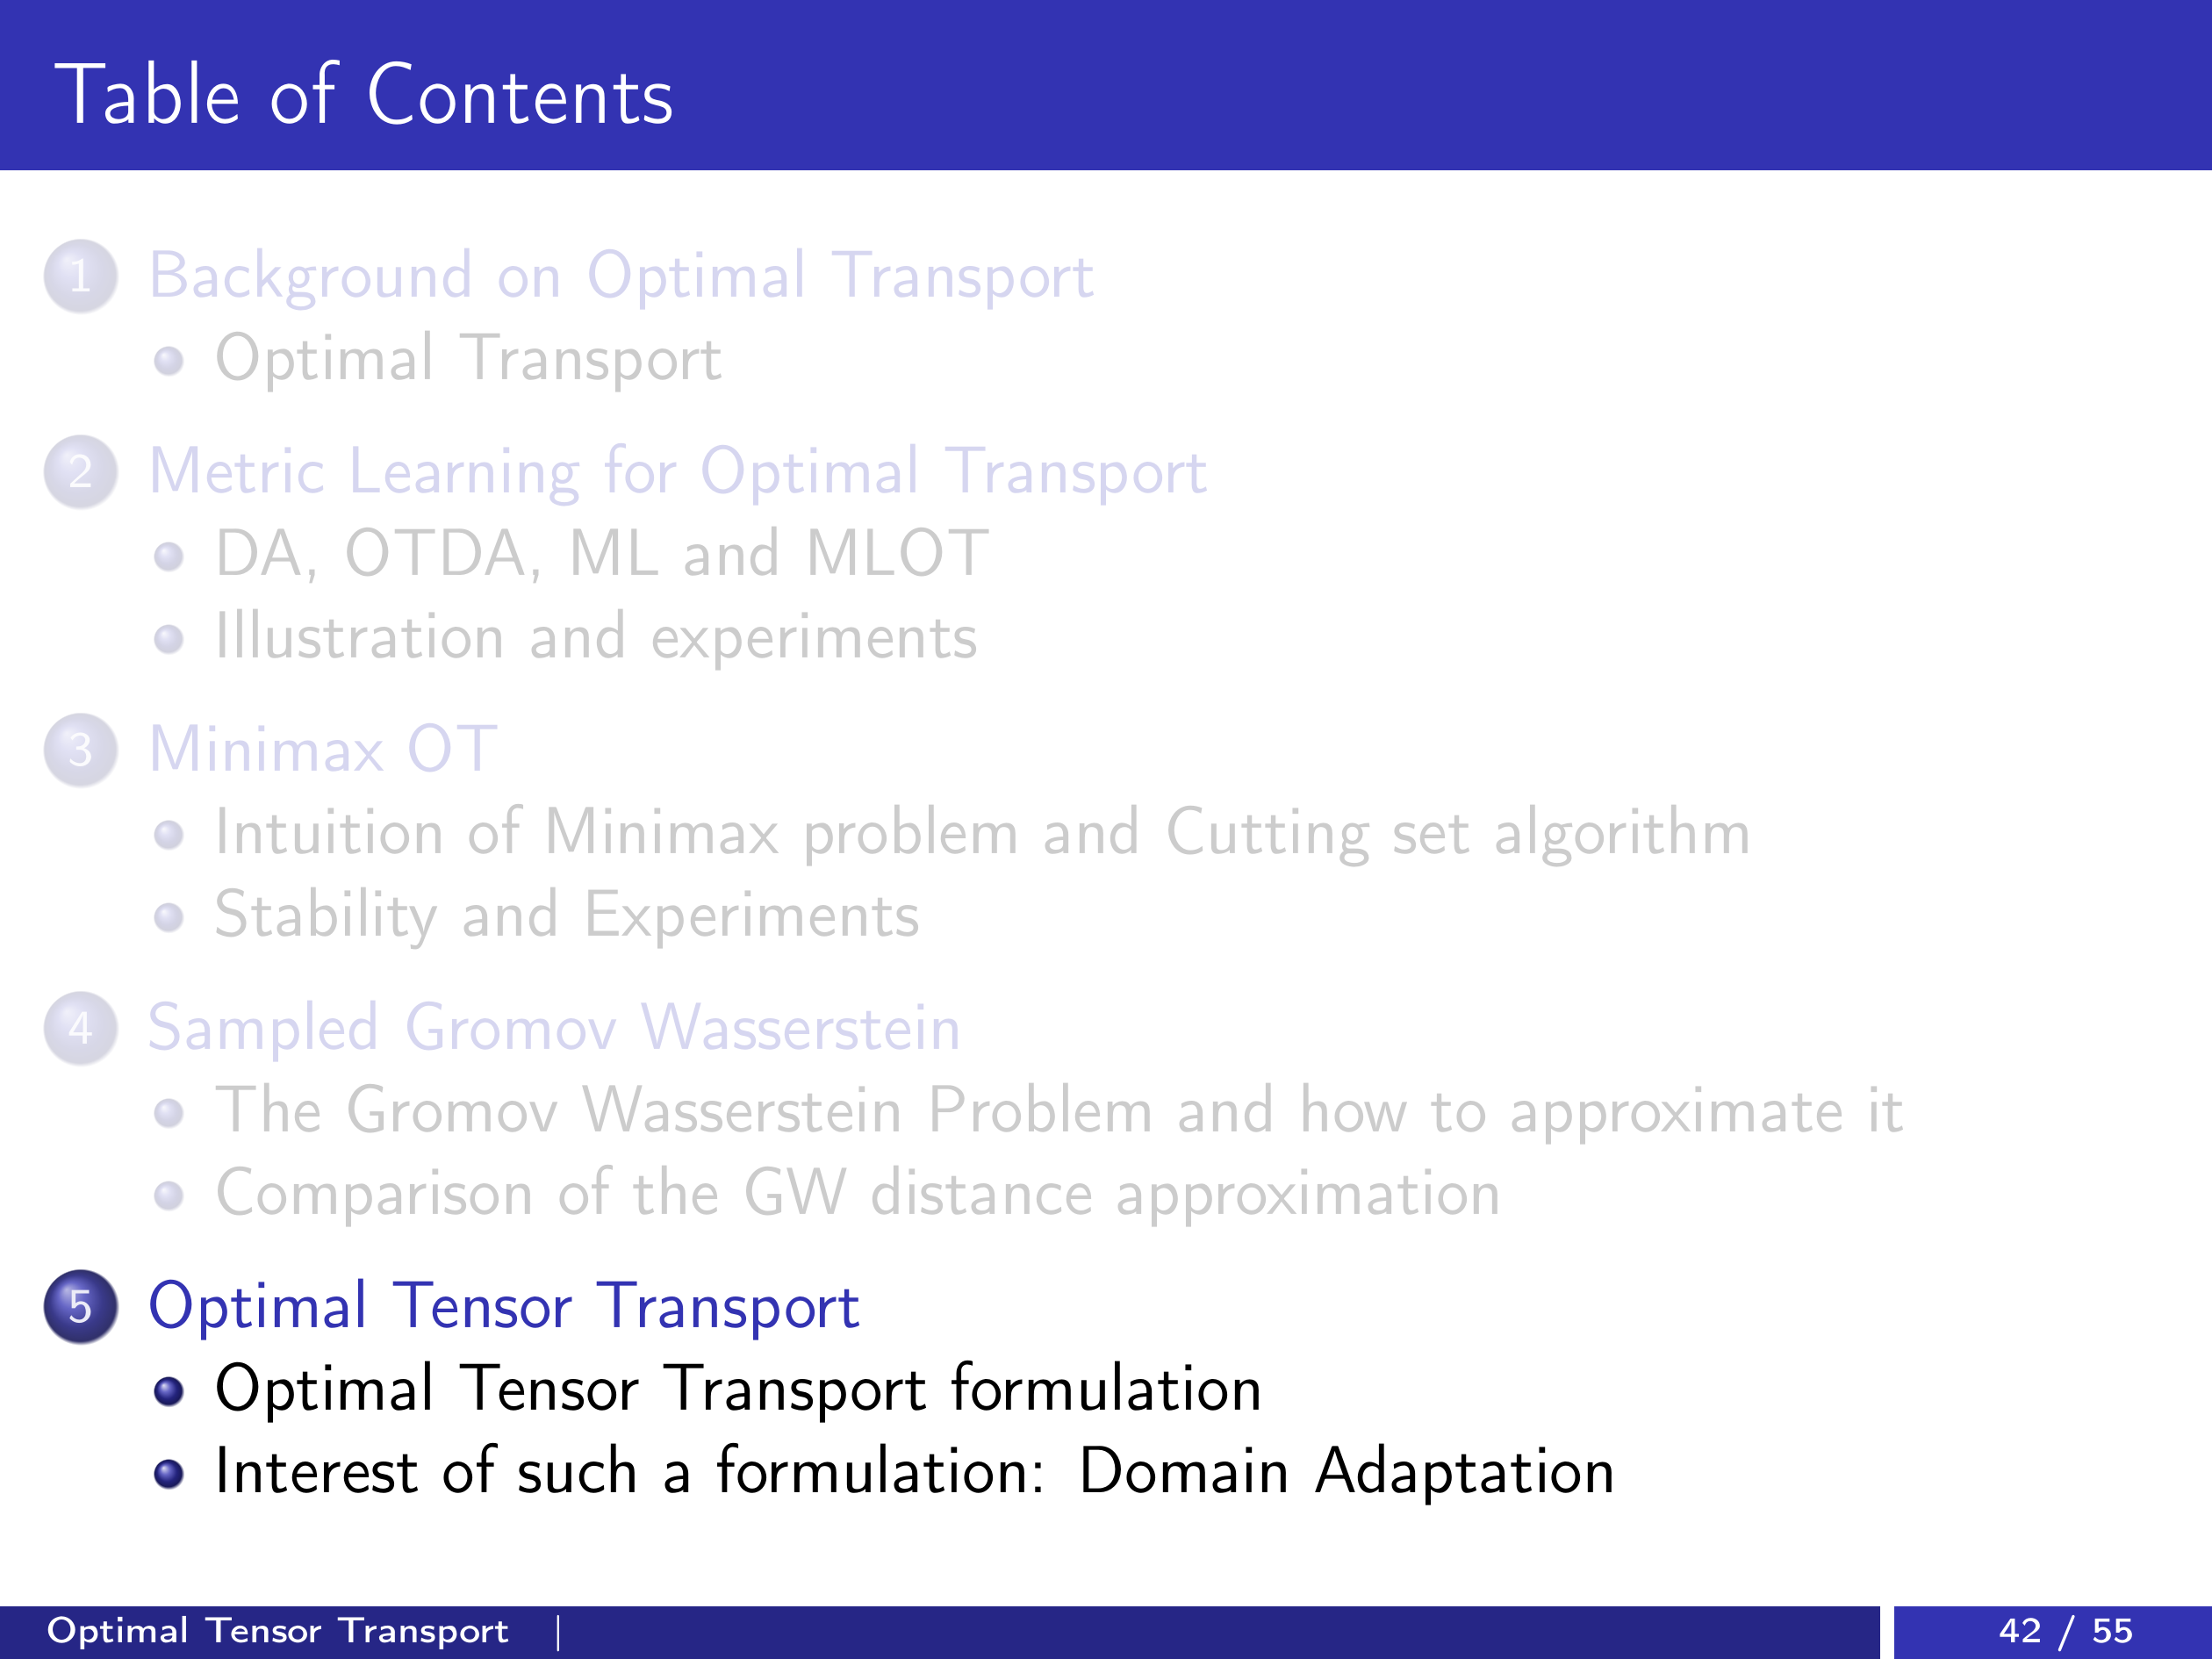 Table of Contents
1 Background on Optimal Transport
Optimal Transport
2 Metric Learning for Optimal Transport
DA, OTDA, ML and MLOT
Illustration and experiments
3 Minimax OT
Intuition of Minimax problem and Cutting set algorithm
Stability and Experiments
4 Sampled Gromov Wasserstein
The Gromov Wasserstein Problem and how to approximate it
Comparison of the GW distance approximation
5 Optimal Tensor Transport
Optimal Tensor Transport formulation
Interest of such a formulation: Domain Adaptation
Optimal Tensor Transport | 42 / 55